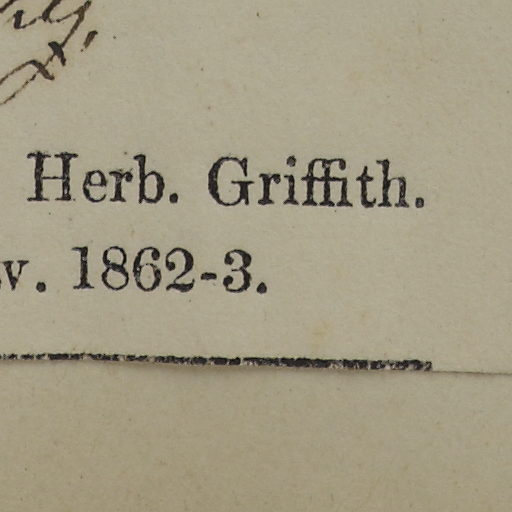 Herb. Griffith.
w. 1862-3.